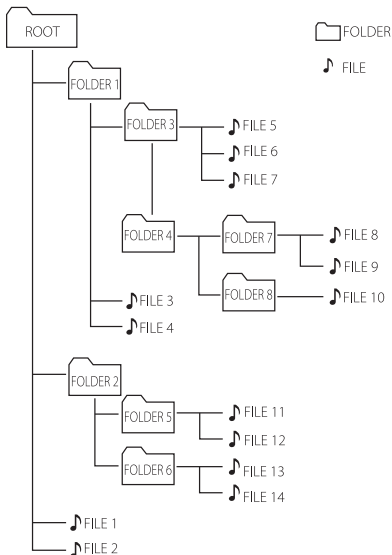 ROOT
FOLDER
FILE
FOLDER 1
FOLDER 3
FILE 5
FILE 6
FILE 7
FOLDER 4
FOLDER 7
FILE 8
FILE 9
FOLDER 8
FILE 10
FILE 3
FILE 4
FOLDER 2
FOLDER 5
FILE 11
FILE 12
FOLDER 6
FILE 13
FILE 14
FILE 1
FILE 2